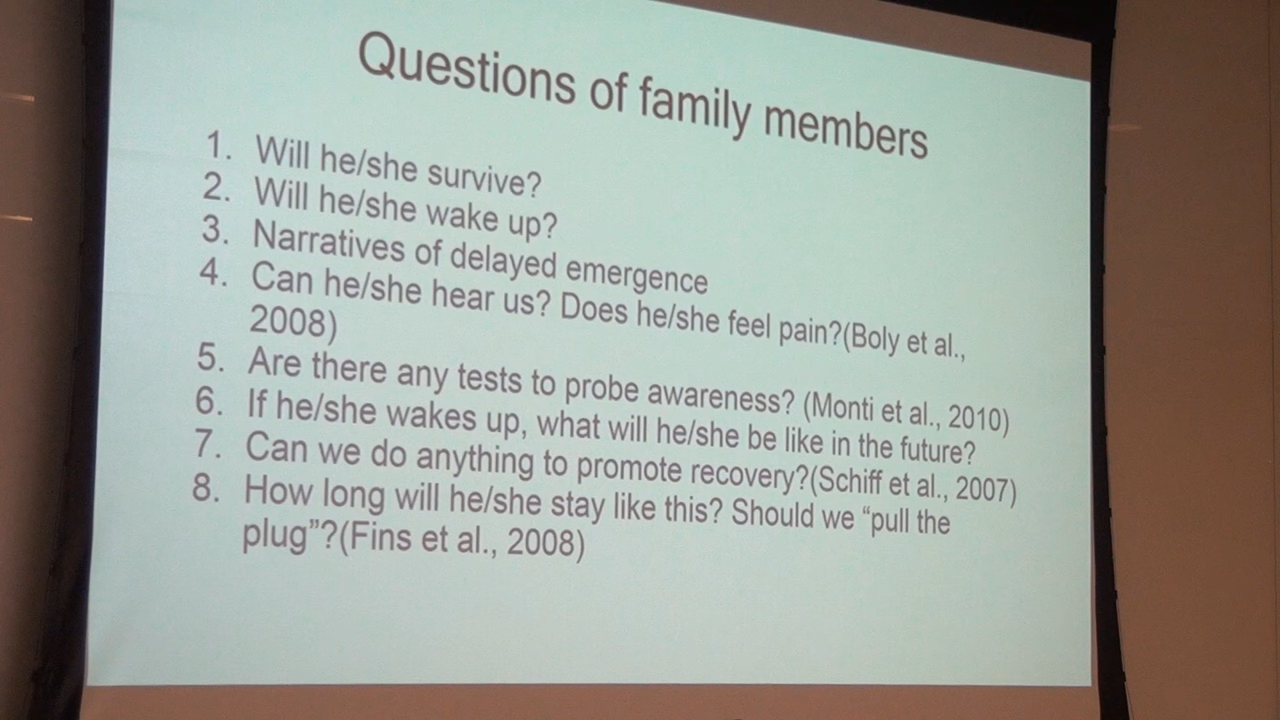 Questions of family members
1. Will he/she survive?
2. Will he/she wake up?
3. Narratives of delayed emergence
4. Can he/she hear us? Does he/she feel pain?(Boly et al.,
2008)
5. Are there any tests to probe awareness? (Monti et al., 2010)
6. If he/she wakes up, what will he/she be like in the future?
7. Can we do anything to promote recovery?(Schiff et al., 2007)
8. How long will he/she stay like this? Should we “pull the
plug”?(Fins et al., 2008)